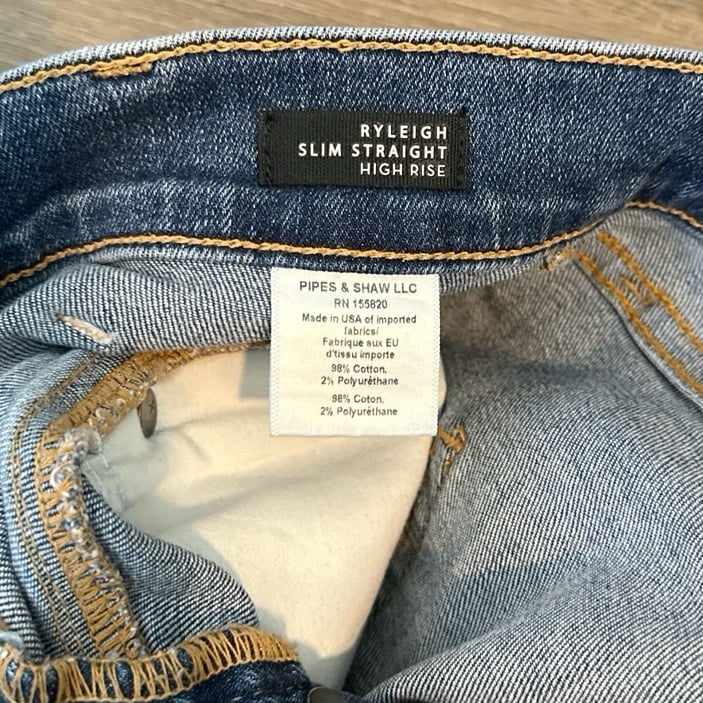 RYLEIGH
SLIM STRAIGHT
HIGH RISE
PIPES & SHAW LLC
RN 155820
Made in USA of imported
fabrics/
Fabrique aux EU
d'tissu importe
98% Cotton,
2% Polyuréthane
98% Coton,
2% Polyuréthane